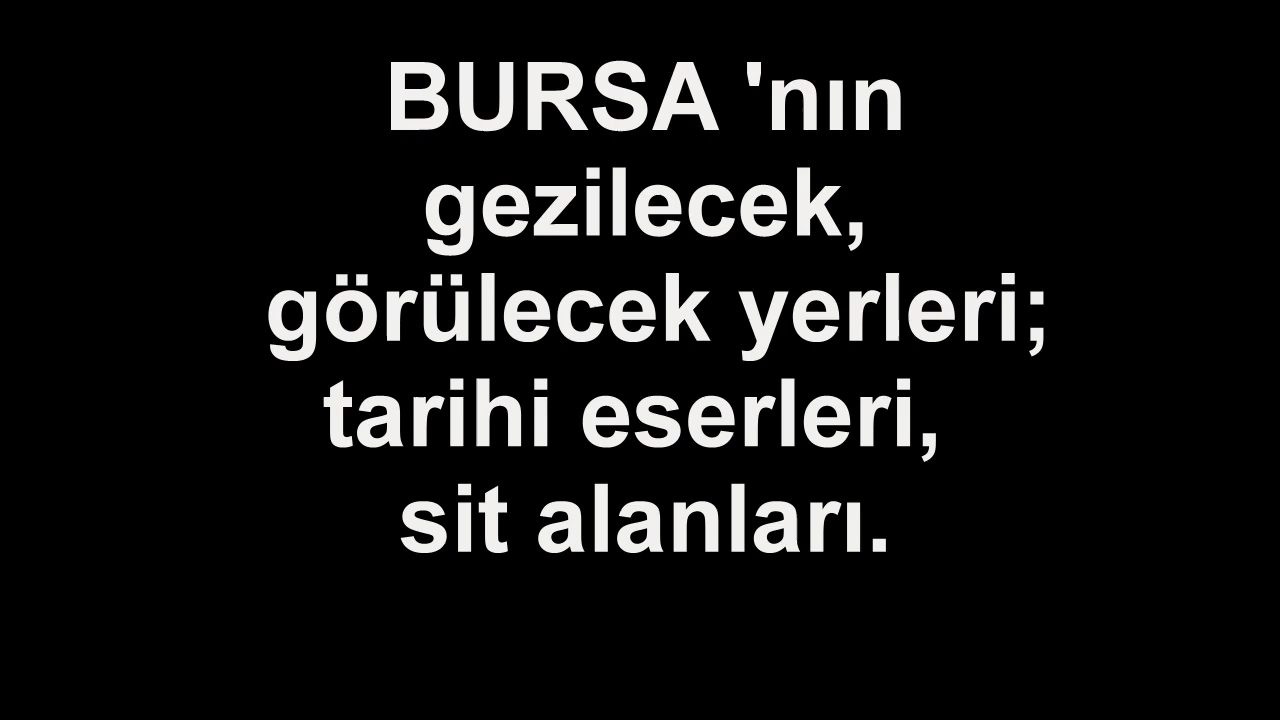 BURSA 'nın
gezilecek,
görülecek yerleri;
tarihi eserleri,
sit alanları.